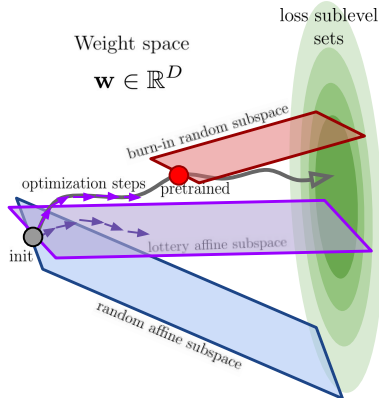 loss sublevel
sets
Weight space
w ∈ ℝ^D
burn-in random subspace
optimization steps
pretrained
lottery affine subspace
init
random affine subspace